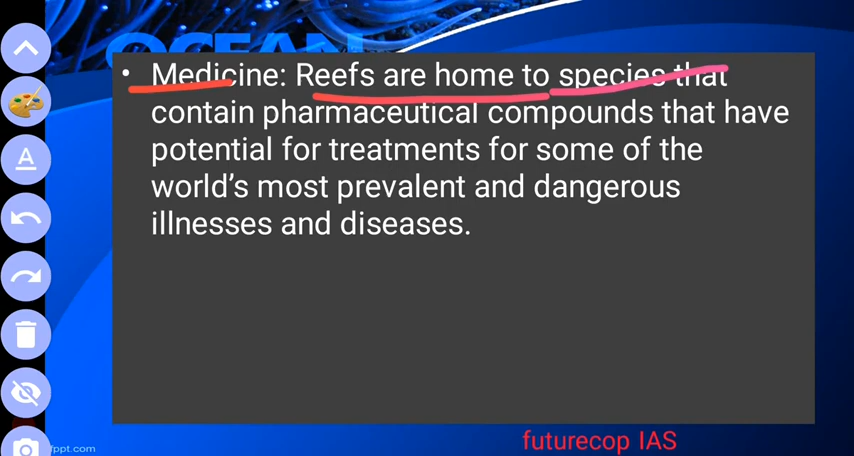 OCEAN
• Medicine: Reefs are home to species that
contain pharmaceutical compounds that have
potential for treatments for some of the
world's most prevalent and dangerous
illnesses and diseases.
A
futurecop IAS
fppt.com